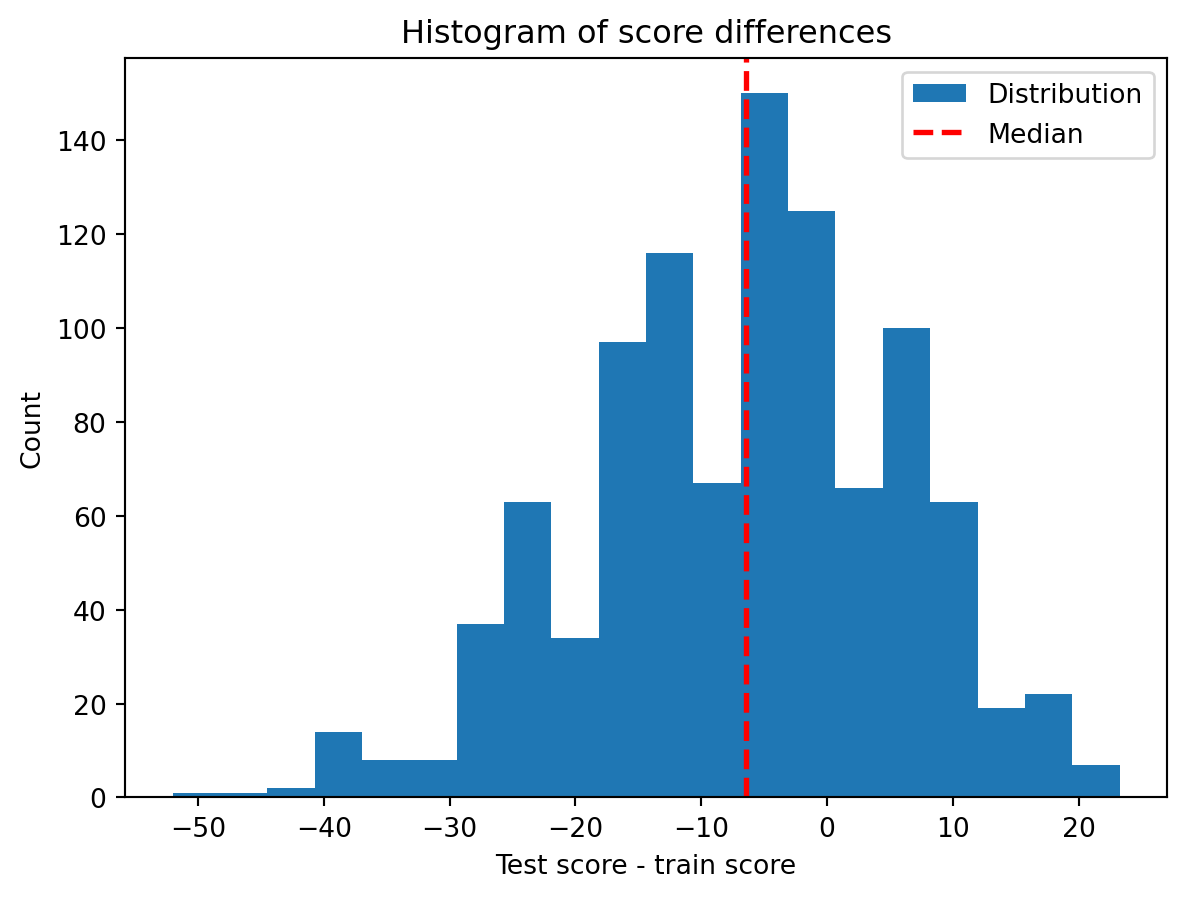 Histogram of score differences
Distribution
Median
140
120
100
80
60
40
20
0
Count
−50 −40 −30 −20 −10 0 10 20
Test score - train score